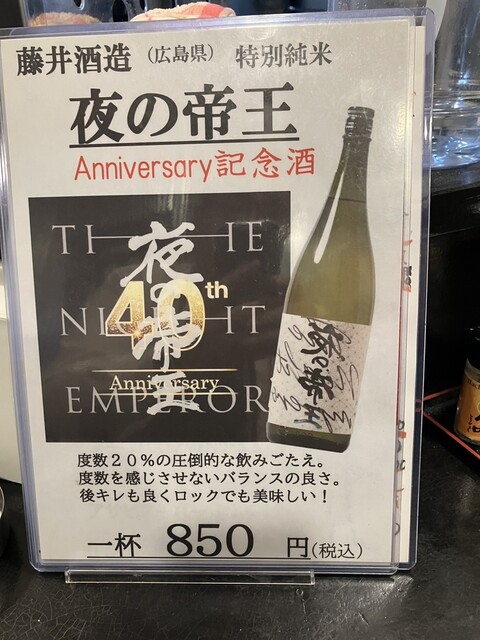 藤井酒造 （広島県） 特別純米
夜の帝王
Anniversary記念酒
THE
夜の帝王
40th
NIGHT
Anniversary
EMPEROR
度数２０％の圧倒的な飲みごたえ。
度数を感じさせないバランスの良さ。
後キレも良くロックでも美味しい！
一杯 850 円(税込)